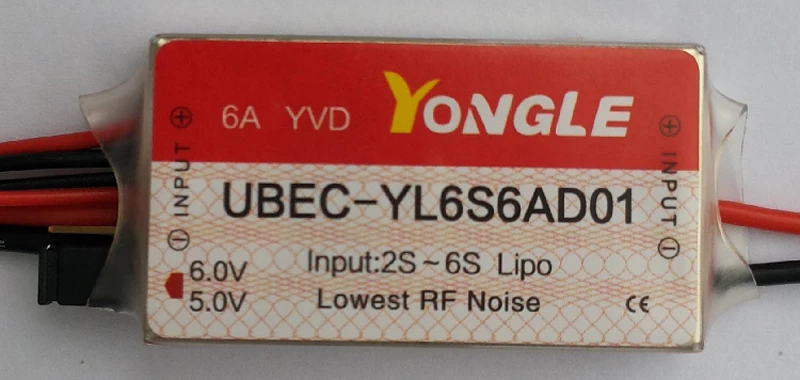 6A YVD YONGLE
⊕ INPUT ⊖
⊕ INPUT ⊖
UBEC-YL6S6AD01
Input:2S~6S Lipo
6.0V
5.0V
Lowest RF Noise
CE